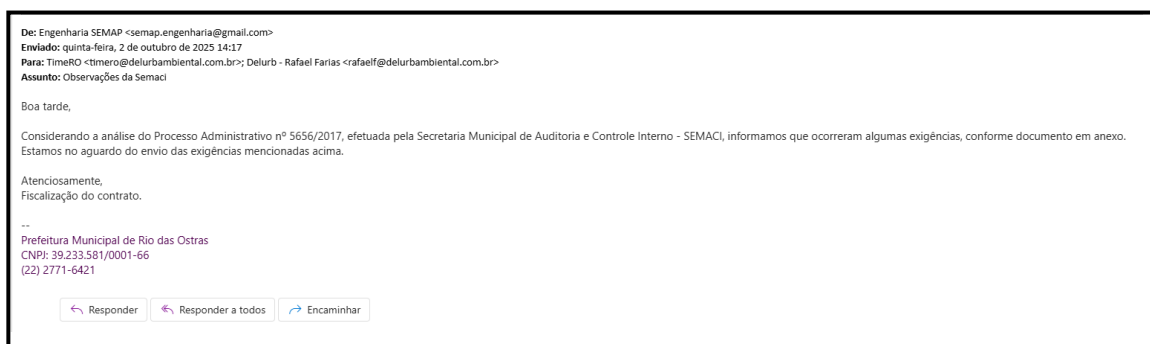 De: Engenharia SEMAP <semap.engenharia@gmail.com>
Enviado: quinta-feira, 2 de outubro de 2025 14:17
Para: TimeRO <timero@delurbambiental.com.br>; Delurb - Rafael Farias <rafaelf@delurbambiental.com.br>
Assunto: Observações da Semaci
Boa tarde,
Considerando a análise do Processo Administrativo nº 5656/2017, efetuada pela Secretaria Municipal de Auditoria e Controle Interno - SEMACI, informamos que ocorreram algumas exigências, conforme documento em anexo.
Estamos no aguardo do envio das exigências mencionadas acima.
Atenciosamente,
Fiscalização do contrato.
--
Prefeitura Municipal de Rio das Ostras
CNPJ: 39.233.581/0001-66
(22) 2771-6421
Responder Responder a todos Encaminhar